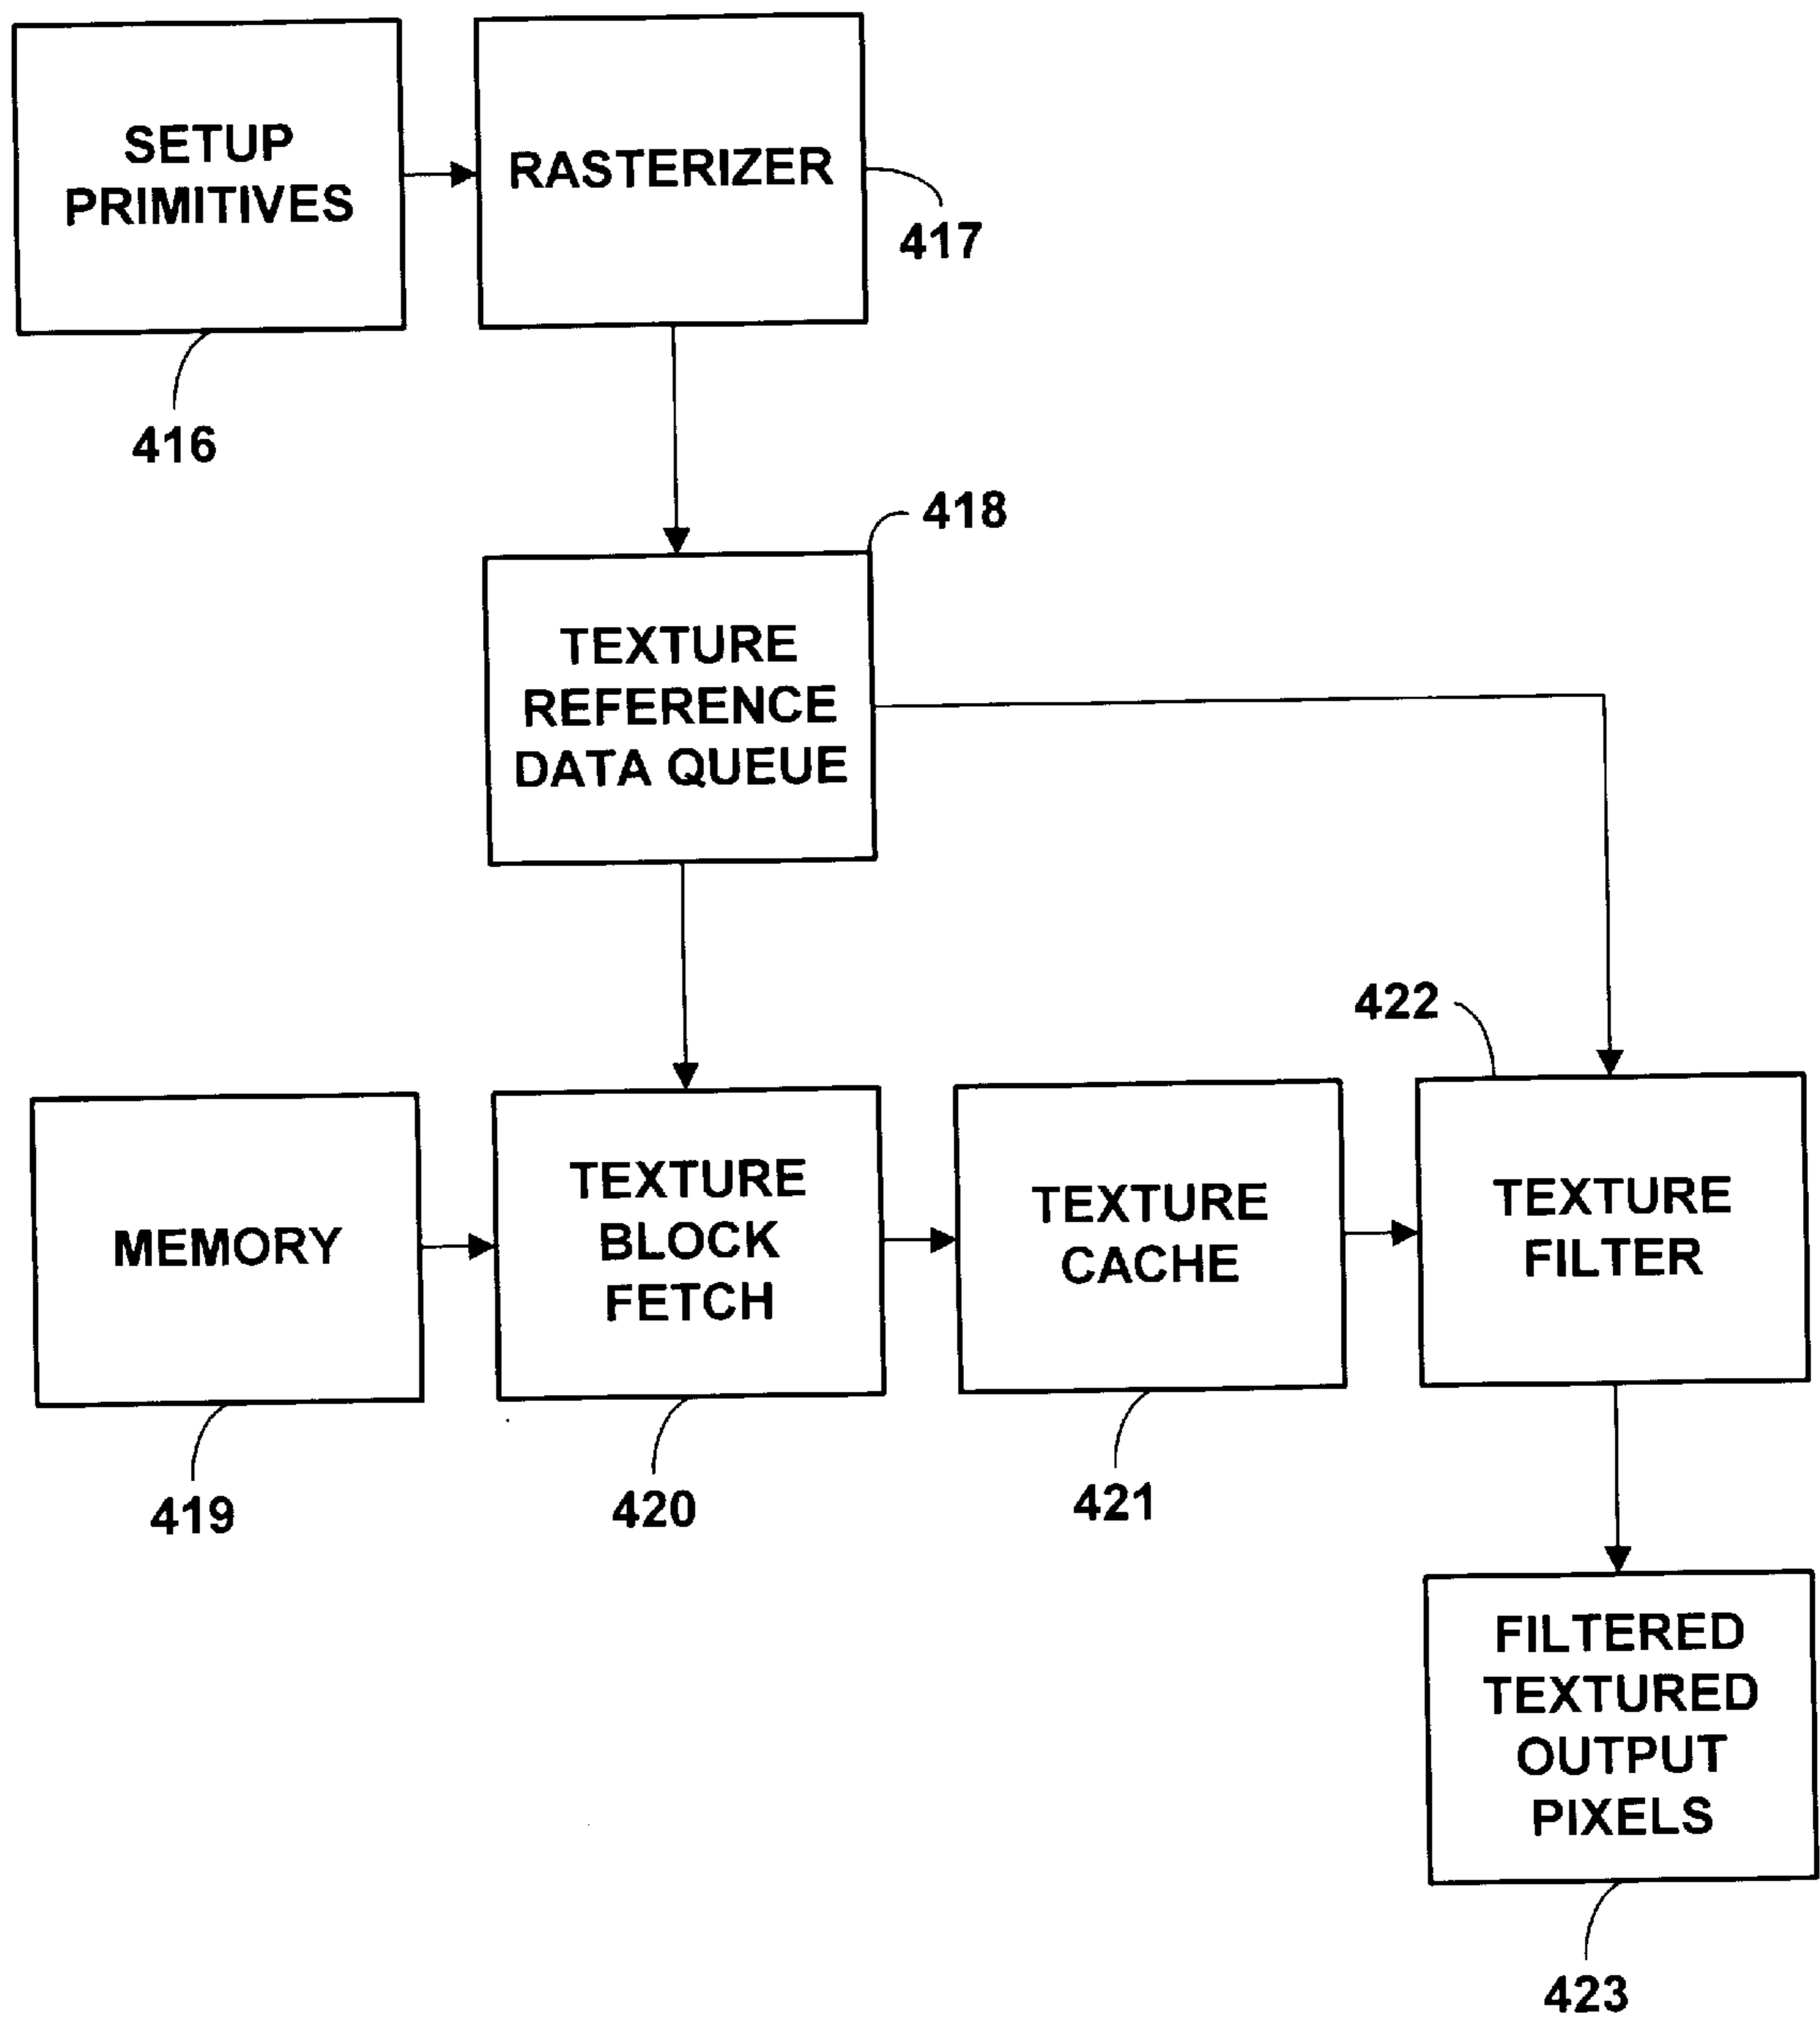 SETUP
PRIMITIVES
RASTERIZER
417
416
418
TEXTURE
REFERENCE
DATA QUEUE
422
MEMORY
TEXTURE
BLOCK
FETCH
TEXTURE
CACHE
TEXTURE
FILTER
419
420
421
FILTERED
TEXTURED
OUTPUT
PIXELS
423